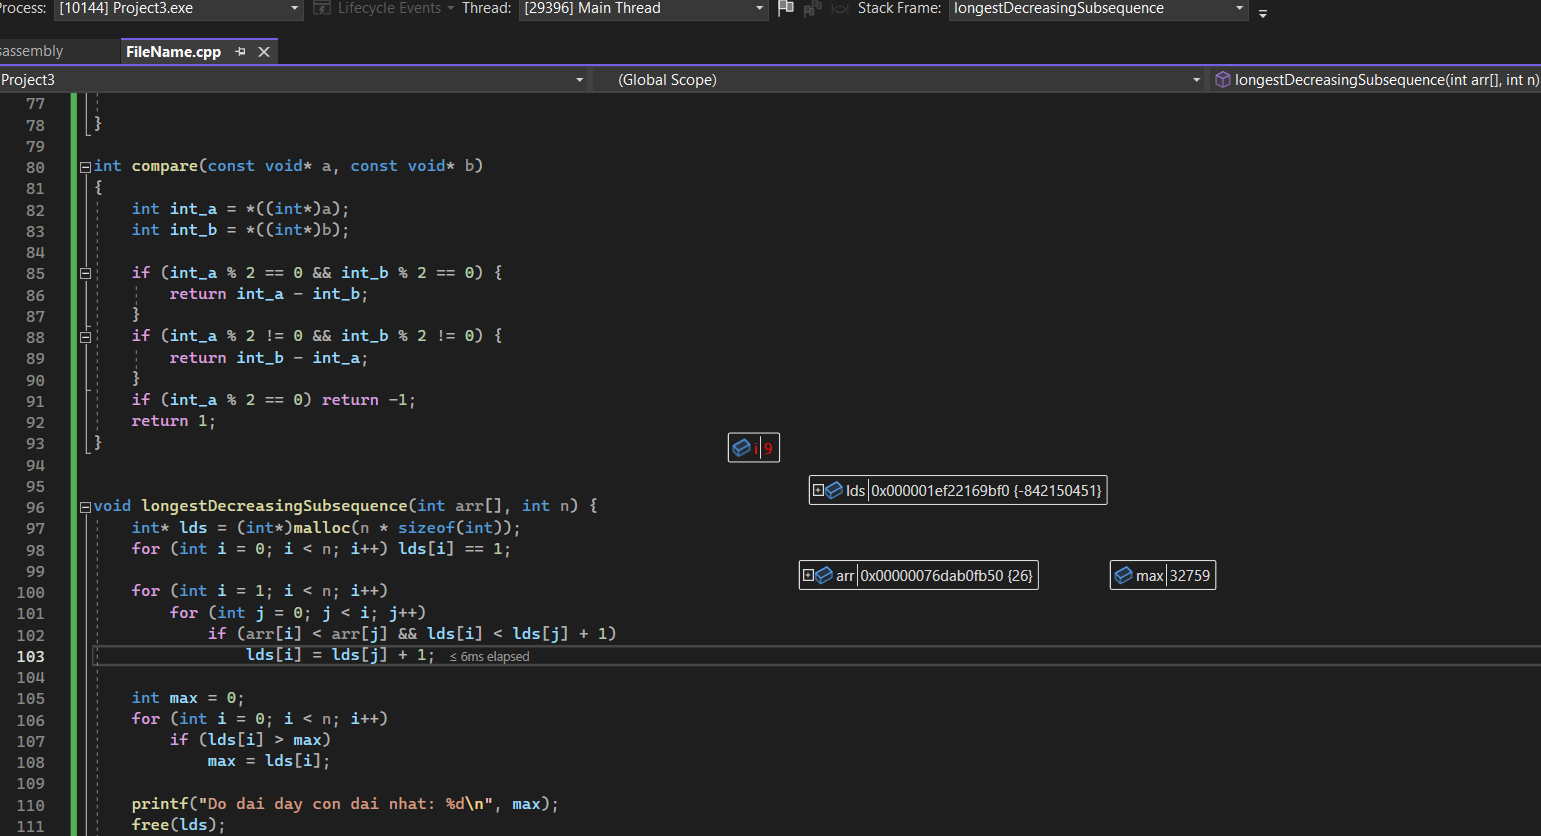 rocess: [10144] Project3.exe Lifecycle Events Thread: [29396] Main Thread Stack Frame: longestDecreasingSubsequence
sassembly FileName.cpp
Project3 (Global Scope) longestDecreasingSubsequence(int arr[], int n)
77
78 }
79
80 int compare(const void* a, const void* b)
81 {
82 int int_a = *((int*)a);
83 int int_b = *((int*)b);
84
85 if (int_a % 2 == 0 && int_b % 2 == 0) {
86 return int_a - int_b;
87 }
88 if (int_a % 2 != 0 && int_b % 2 != 0) {
89 return int_b - int_a;
90 }
91 if (int_a % 2 == 0) return -1;
92 return 1;
93 }
i 9
94
95
lds 0x000001ef22169bf0 {-842150451}
96 void longestDecreasingSubsequence(int arr[], int n) {
97 int* lds = (int*)malloc(n * sizeof(int));
98 for (int i = 0; i < n; i++) lds[i] == 1;
99
arr 0x00000076dab0fb50 {26} max 32759
100 for (int i = 1; i < n; i++)
101 for (int j = 0; j < i; j++)
102 if (arr[i] < arr[j] && lds[i] < lds[j] + 1)
103 lds[i] = lds[j] + 1; ≤ 6ms elapsed
104
105 int max = 0;
106 for (int i = 0; i < n; i++)
107 if (lds[i] > max)
108 max = lds[i];
109
110 printf("Do dai day con dai nhat: %d\n", max);
111 free(lds);